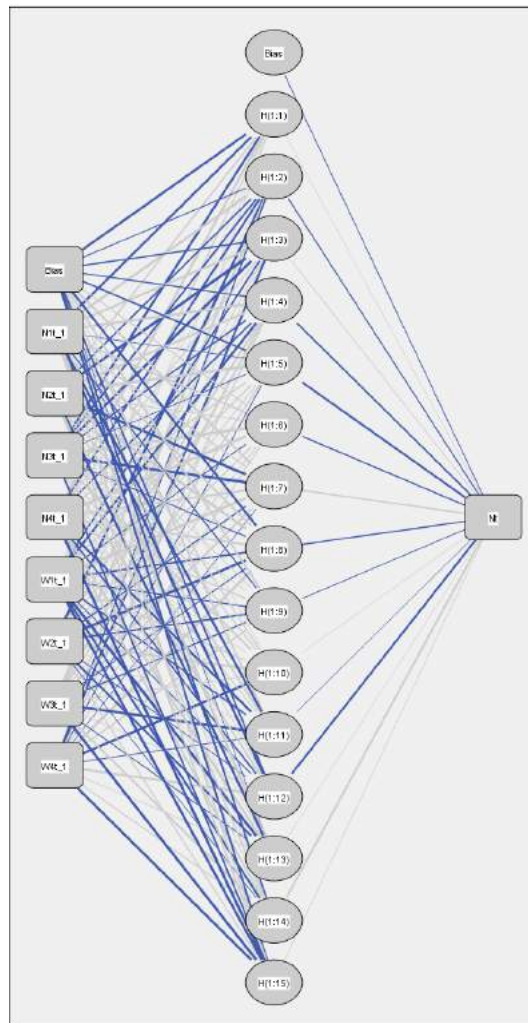 Bias
H(1:1)
H(1:2)
H(1:3)
H(1:4)
H(1:5)
H(1:6)
H(1:7)
H(1:8)
H(1:9)
H(1:10)
H(1:11)
H(1:12)
H(1:13)
H(1:14)
H(1:15)
Bias
N1t_1
N2t_1
N3t_1
N4t_1
W1t_1
W2t_1
W3t_1
W4t_1
Nt